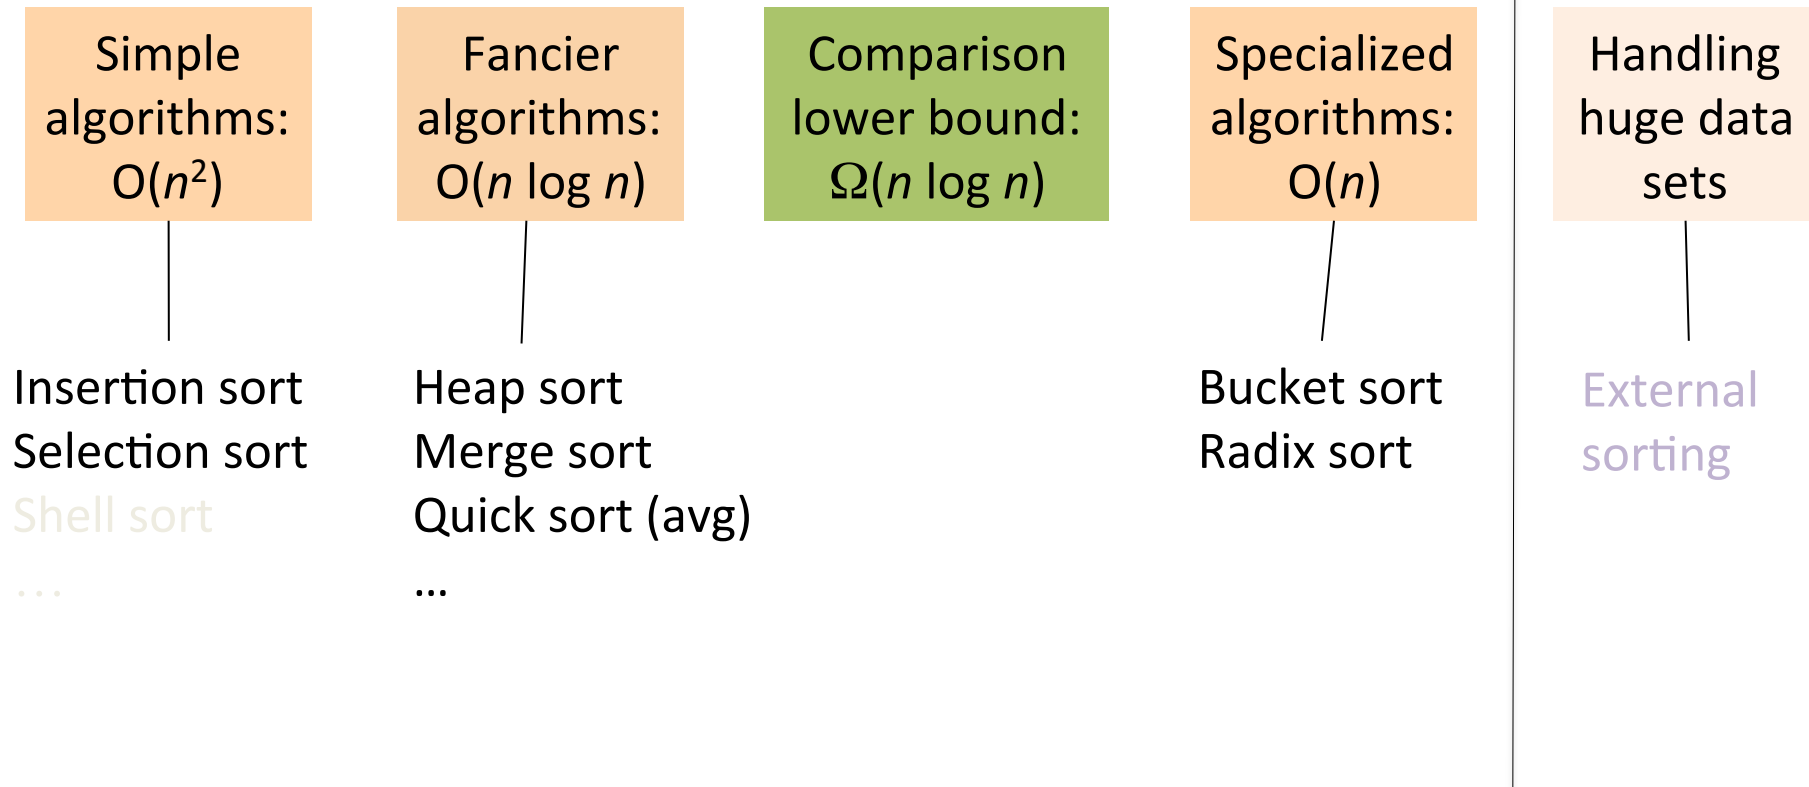 Simple
algorithms:
O(n²)
Fancier
algorithms:
O(n log n)
Comparison
lower bound:
Ω(n log n)
Specialized
algorithms:
O(n)
Handling
huge data
sets
Insertion sort
Selection sort
Shell sort
…
Heap sort
Merge sort
Quick sort (avg)
…
Bucket sort
Radix sort
External
sorting